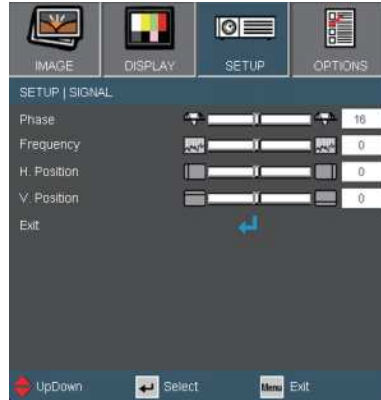 IMAGE DISPLAY SETUP OPTIONS
SETUP | SIGNAL
Phase 16
Frequency 0
H. Position 0
V. Position 0
Exit
UpDown Select Menu Exit